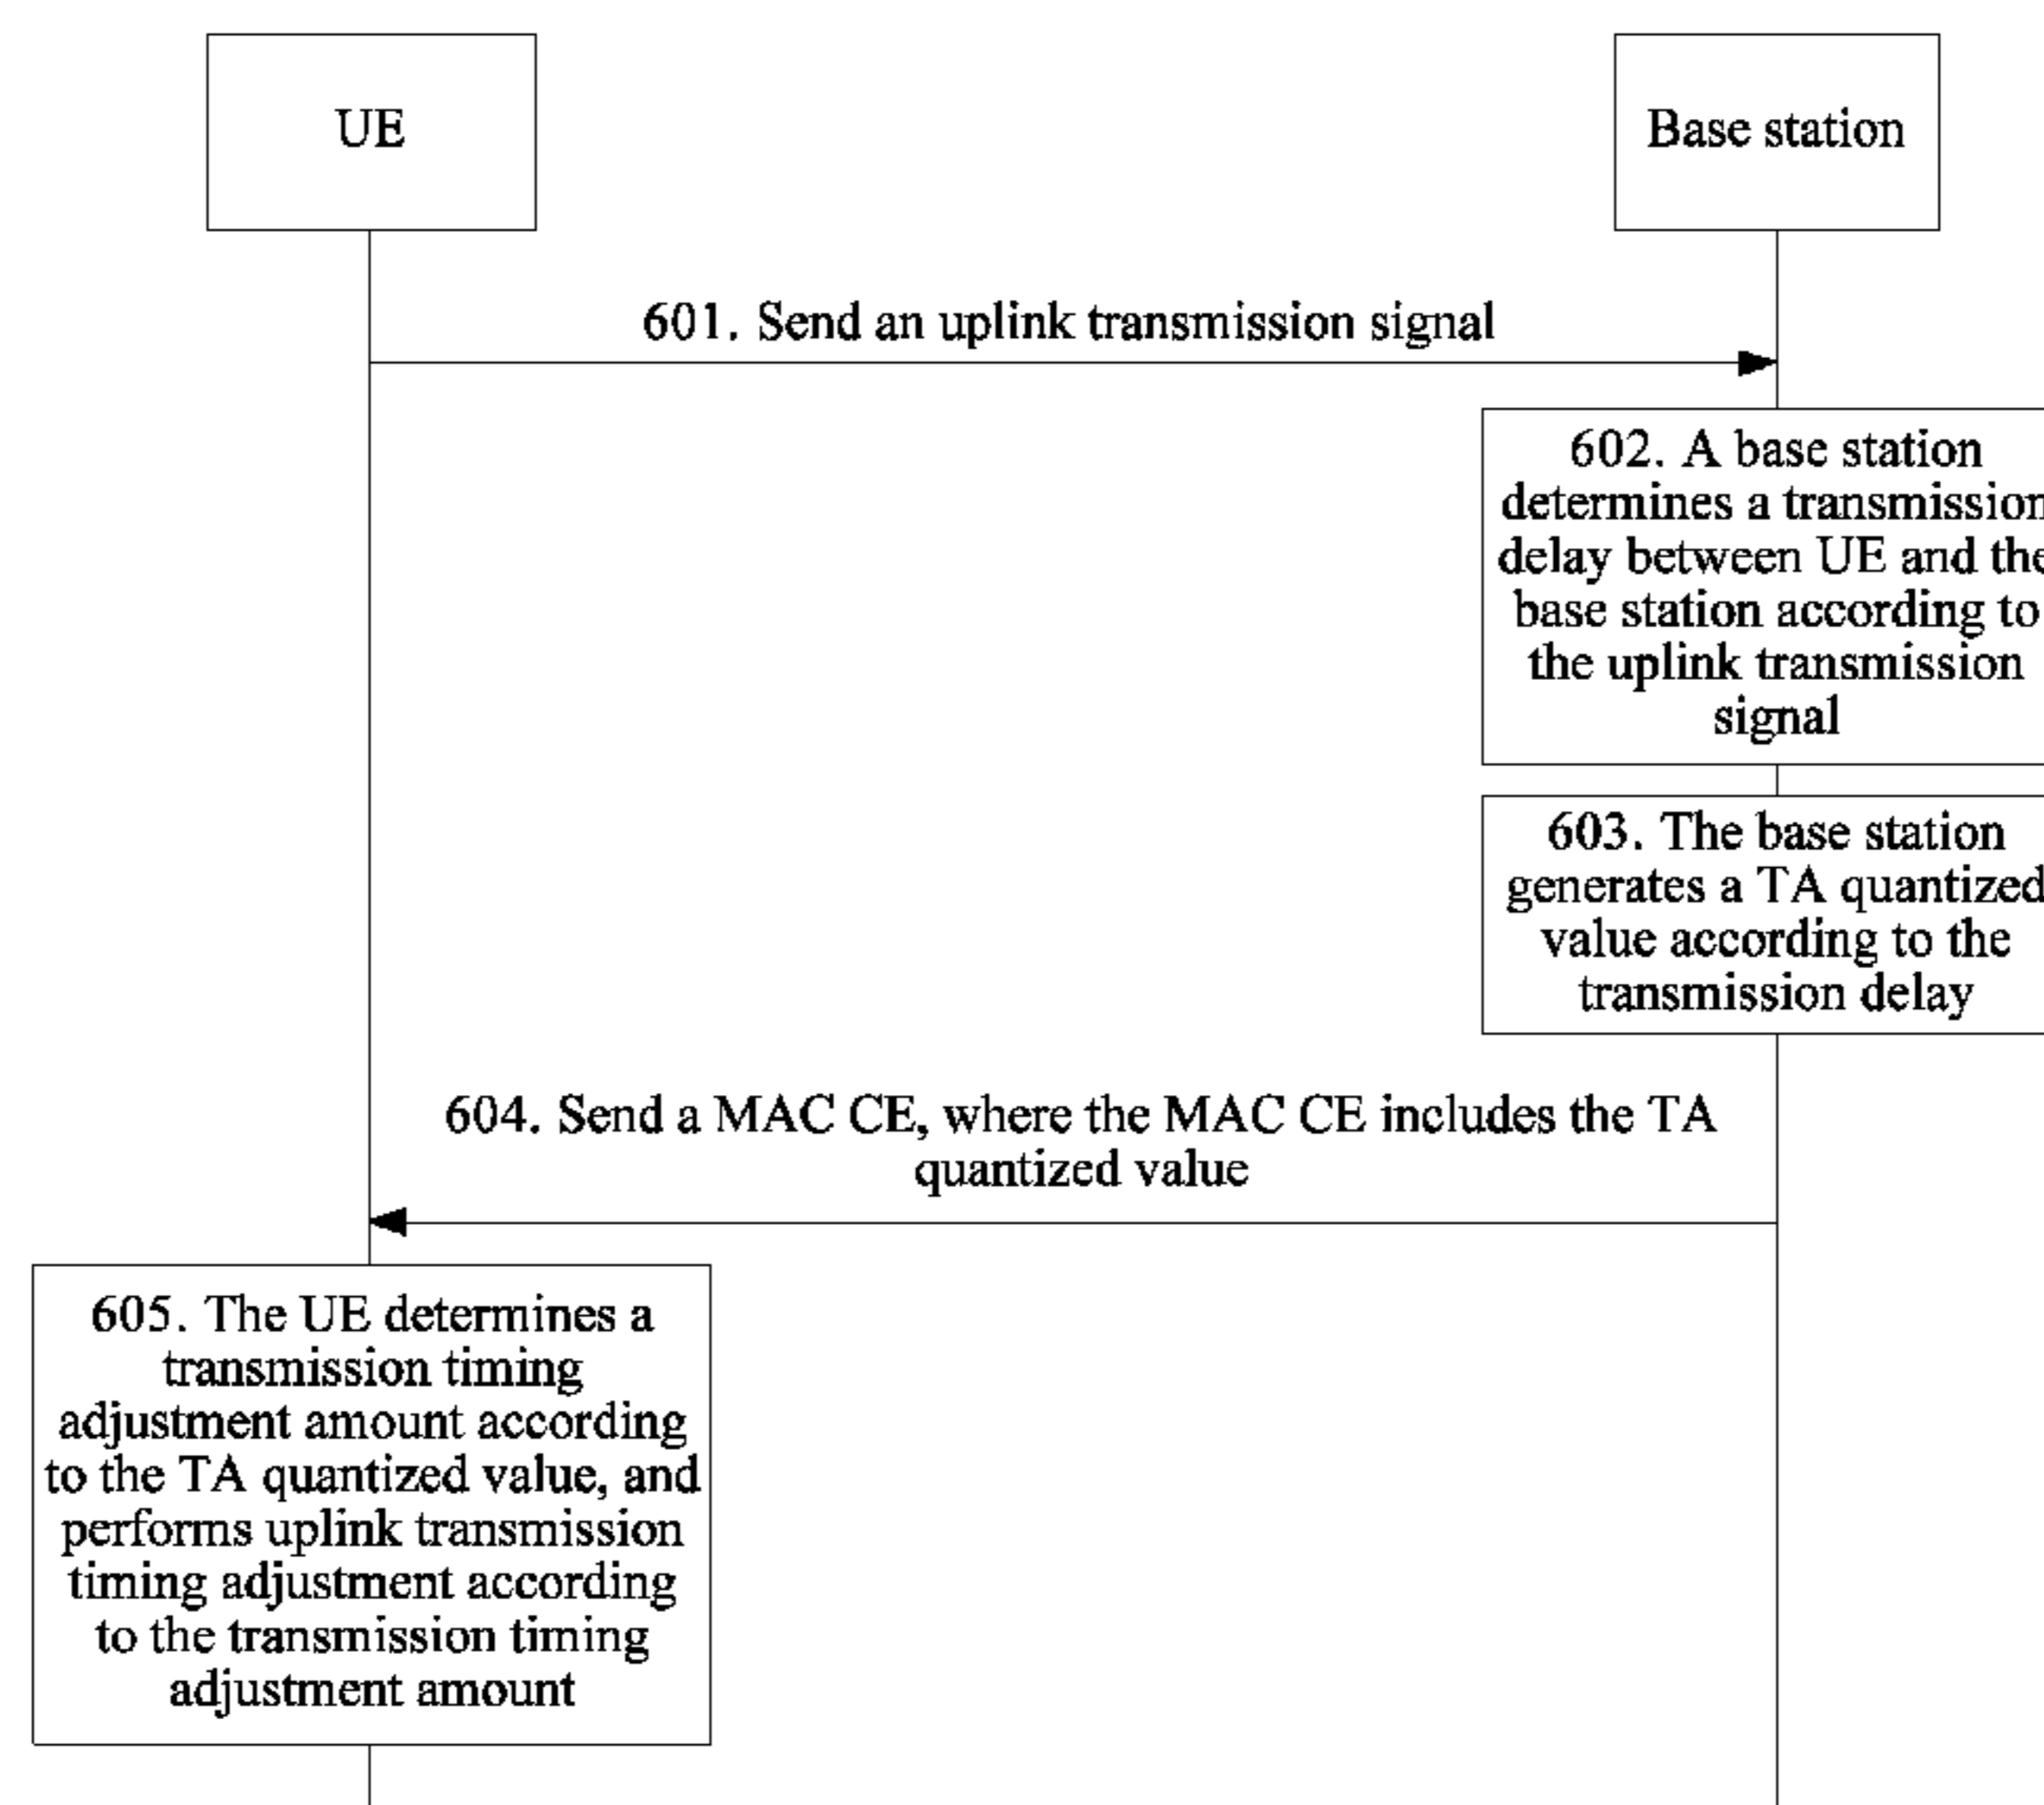 UE
Base station
601. Send an uplink transmission signal
602. A base station
determines a transmission
delay between UE and the
base station according to
the uplink transmission
signal
603. The base station
generates a TA quantized
value according to the
transmission delay
604. Send a MAC CE, where the MAC CE includes the TA
quantized value
605. The UE determines a
transmission timing
adjustment amount according
to the TA quantized value, and
performs uplink transmission
timing adjustment according
to the transmission timing
adjustment amount